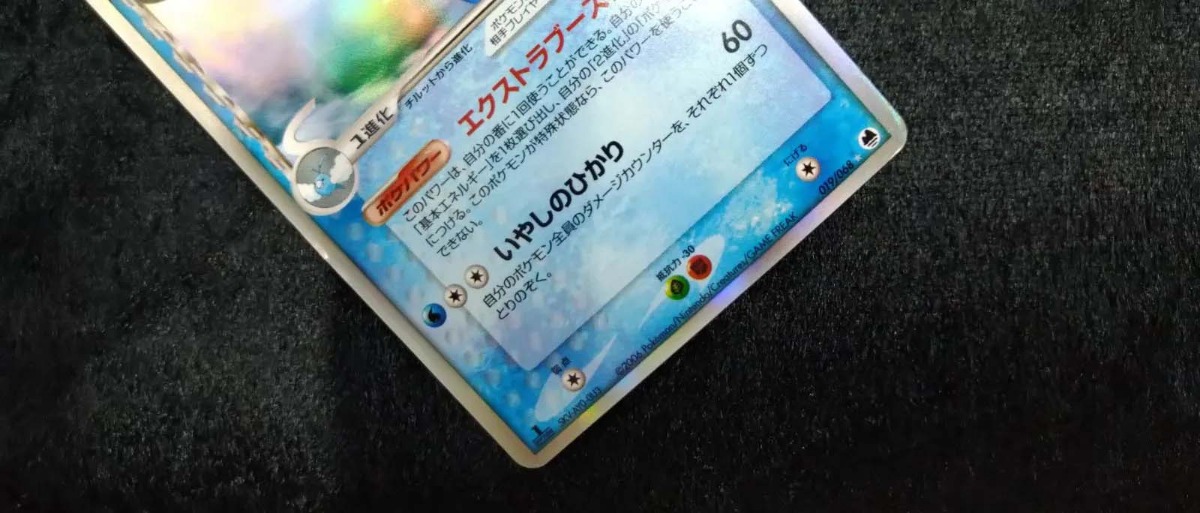 1進化
チルットから進化
ポケモン
相手プレイヤ
ポケパワー
エクストラブース
このパワーは、自分の番に1回使うことができる。自分の
「基本エネルギー」を1枚選び出し、自分の「2進化」の「ポケ
につける。このポケモンが特殊状態なら、このパワーを使うこ
できない。
いやしのひかり 60
自分のポケモン全員のダメージカウンターを、それぞれ1個ずつ
とりのぞく。
弱点
抵抗力 -30
にげる
©2006 Pokémon/Nintendo/Creatures/GAME FREAK
019/068